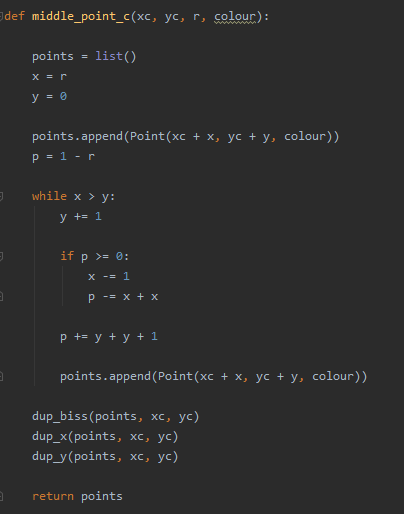 def middle_point_c(xc, yc, r, colour):
    points = list()
    x = r
    y = 0
    points.append(Point(xc + x, yc + y, colour))
    p = 1 - r
    while x > y:
        y += 1
        if p >= 0:
            x -= 1
            p -= x + x
        p += y + y + 1
        points.append(Point(xc + x, yc + y, colour))
    dup_biss(points, xc, yc)
    dup_x(points, xc, yc)
    dup_y(points, xc, yc)
    return points